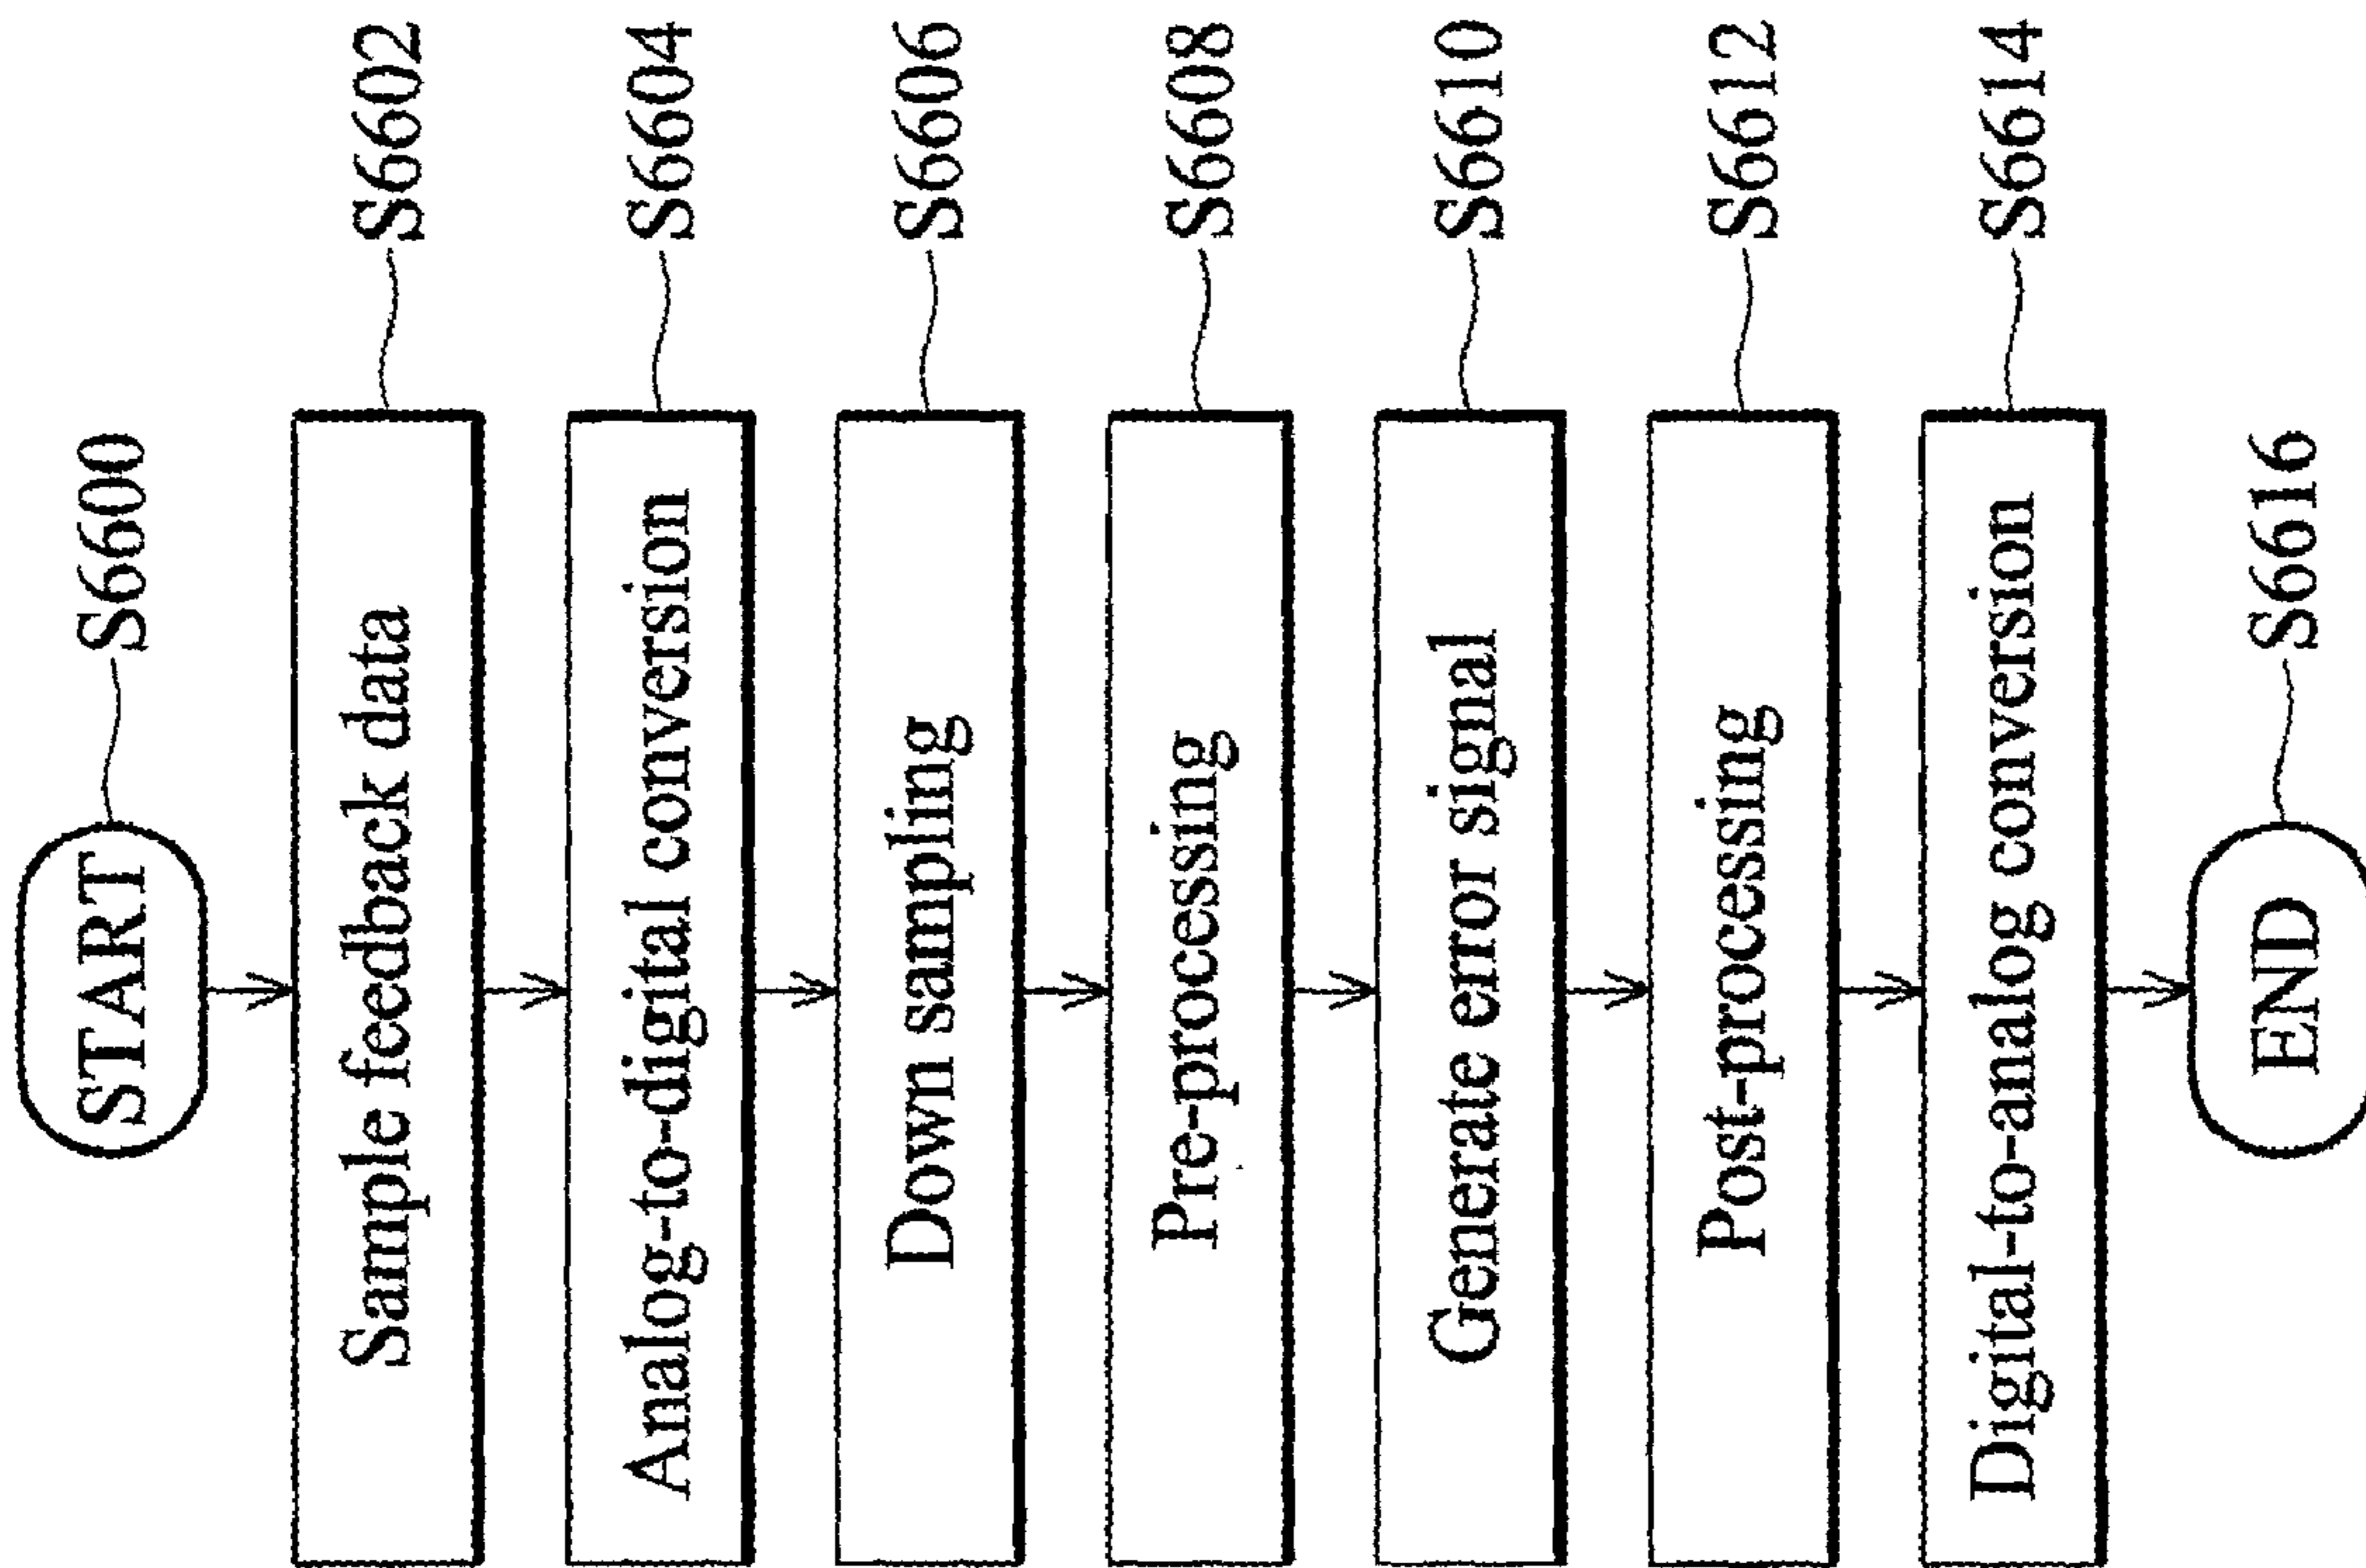 START
S6600
Sample feedback data
S6602
Analog-to-digital conversion
S6604
Down sampling
S6606
Pre-processing
S6608
Generate error signal
S6610
Post-processing
S6612
Digital-to-analog conversion
S6614
END
S6616